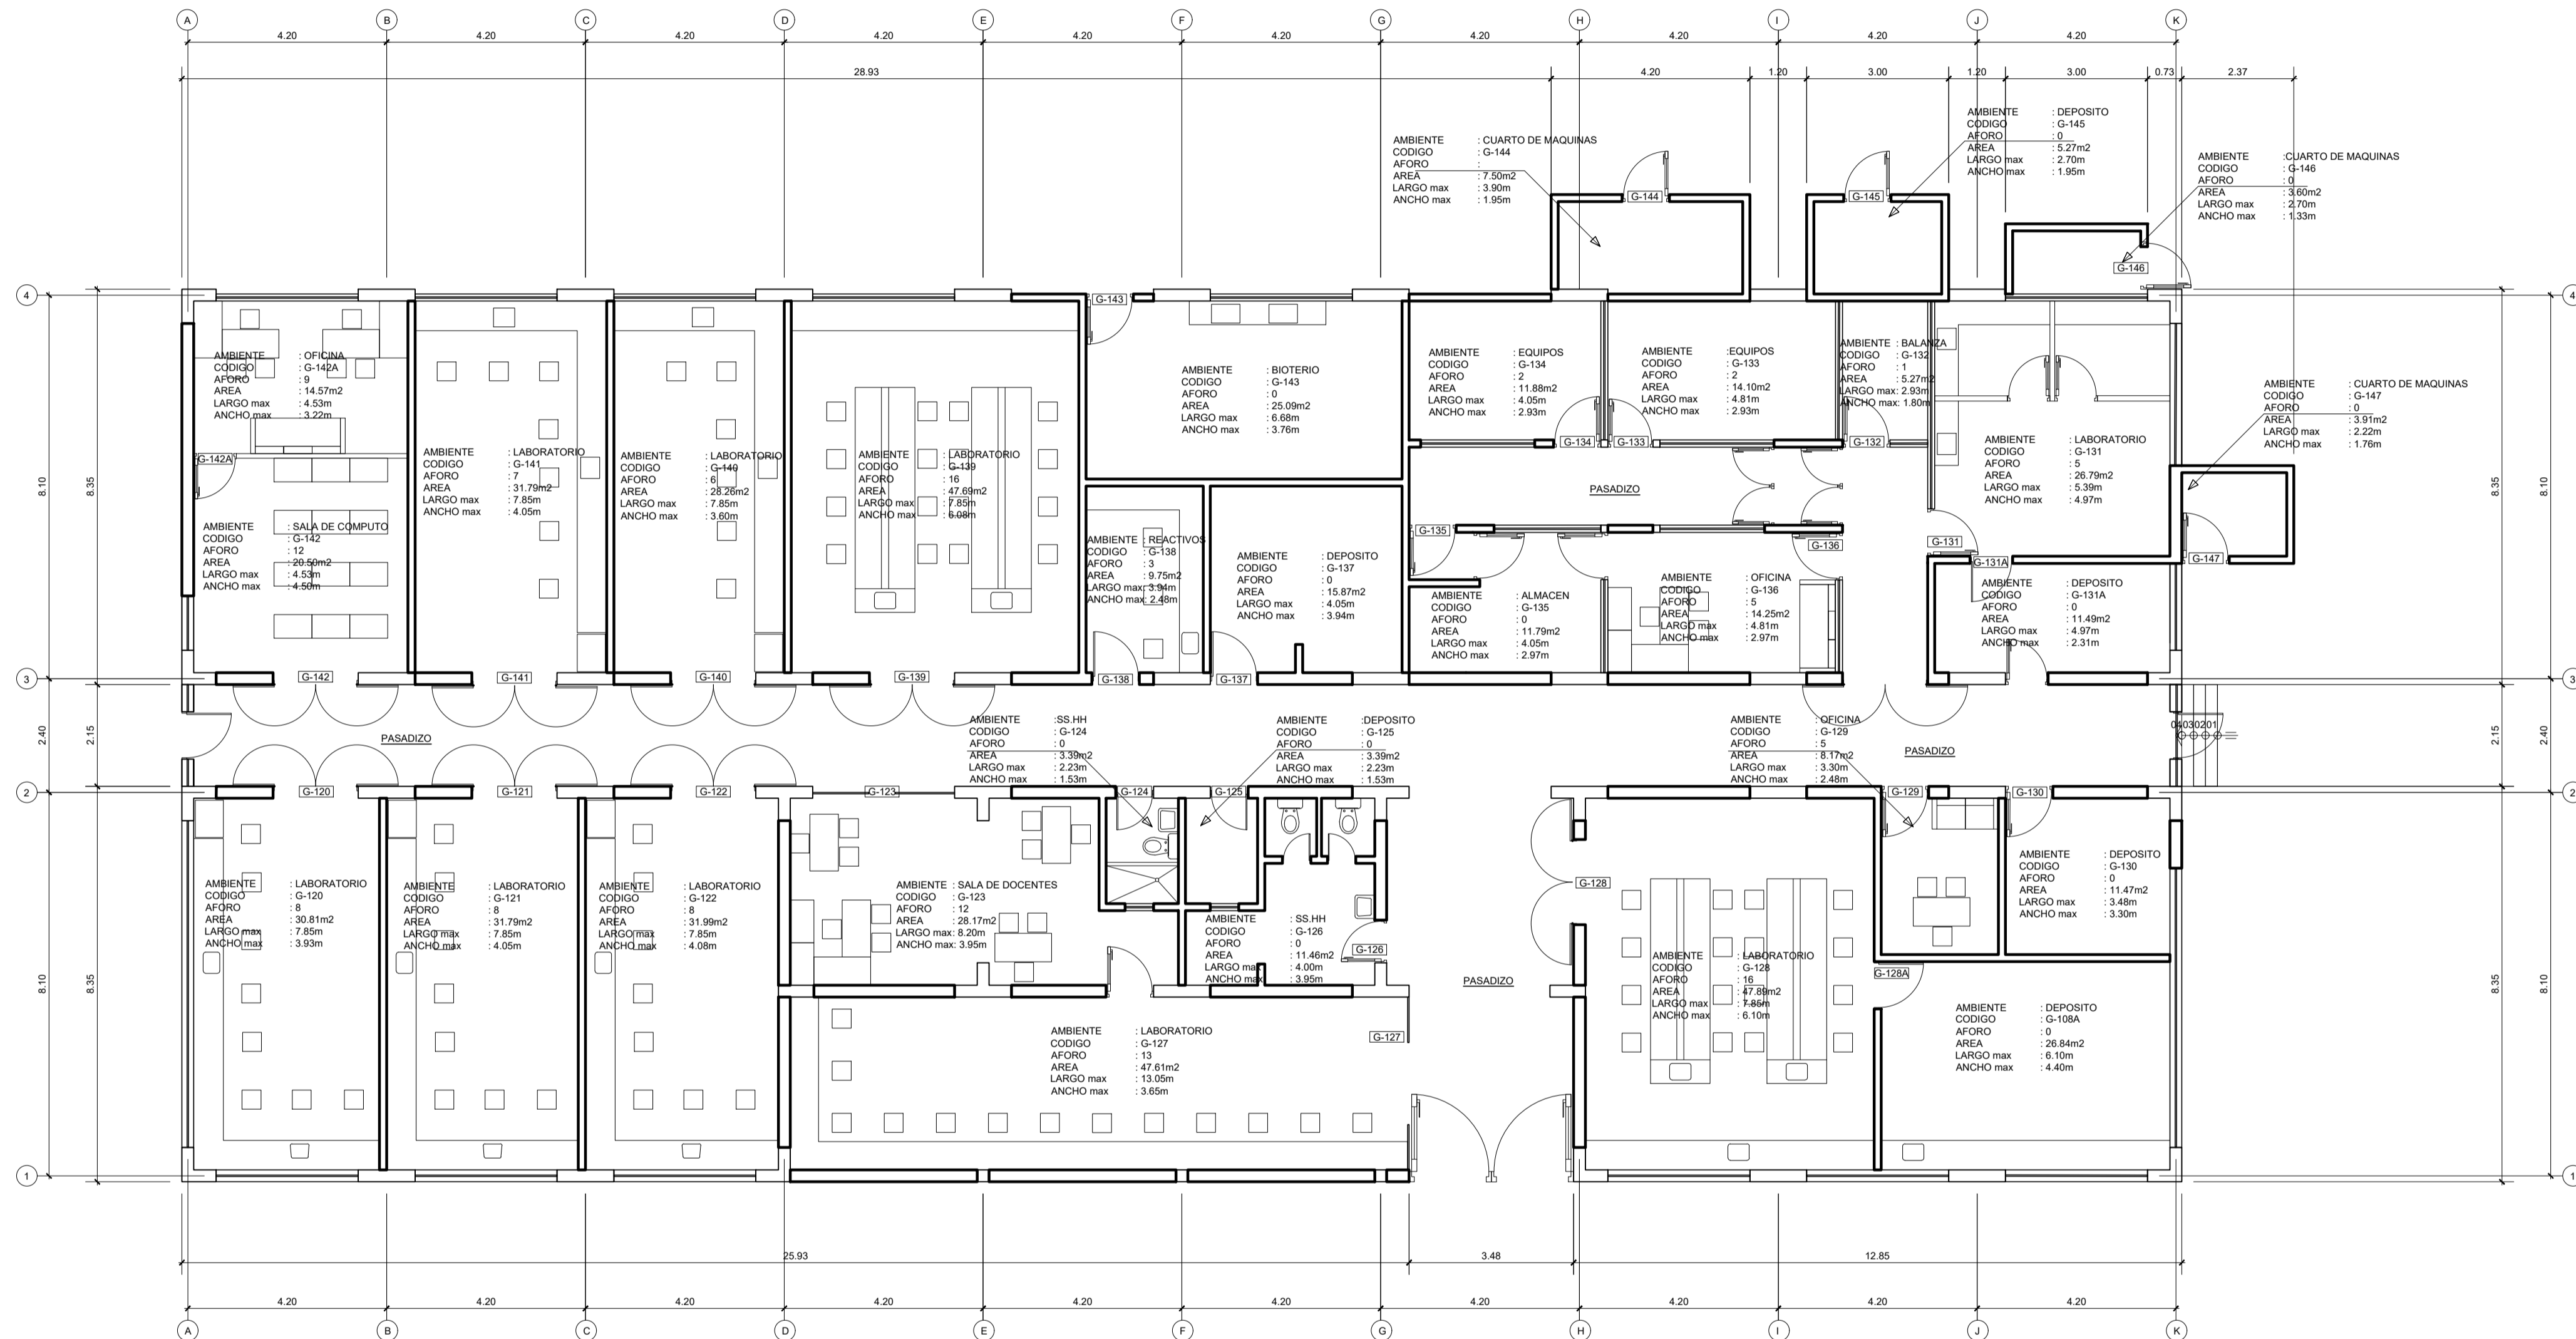 A B C D E F G H I J K
4.20 4.20 4.20 4.20 4.20 4.20 4.20 4.20 4.20 4.20
28.93 4.20 1.20 3.00 1.20 3.00 0.73 2.37
AMBIENTE : CUARTO DE MAQUINAS
CODIGO : G-144
AFORO :
AREA : 7.50m2
LARGO max : 3.90m
ANCHO max : 1.95m
AMBIENTE : DEPOSITO
CODIGO : G-145
AFORO : 0
AREA : 5.27m2
LARGO max : 2.70m
ANCHO max : 1.95m
AMBIENTE :CUARTO DE MAQUINAS
CODIGO : G-146
AFORO : 0
AREA : 3.60m2
LARGO max : 2.70m
ANCHO max : 1.33m
G-144
G-145
G-146
4
4
G-143
AMBIENTE : OFICINA
CODIGO : G-142A
AFORO : 9
AREA : 14.57m2
LARGO max : 4.53m
ANCHO max : 3.22m
G-142A
AMBIENTE : SALA DE COMPUTO
CODIGO : G-142
AFORO : 12
AREA : 20.50m2
LARGO max : 4.53m
ANCHO max : 4.50m
AMBIENTE : LABORATORIO
CODIGO : G-141
AFORO : 7
AREA : 31.79m2
LARGO max : 7.85m
ANCHO max : 4.05m
AMBIENTE : LABORATORIO
CODIGO : G-140
AFORO : 6
AREA : 28.26m2
LARGO max : 7.85m
ANCHO max : 3.60m
AMBIENTE : LABORATORIO
CODIGO : G-139
AFORO : 16
AREA : 47.69m2
LARGO max : 7.85m
ANCHO max : 6.08m
AMBIENTE : BIOTERIO
CODIGO : G-143
AFORO : 0
AREA : 25.09m2
LARGO max : 6.68m
ANCHO max : 3.76m
AMBIENTE : REACTIVOS
CODIGO : G-138
AFORO : 3
AREA : 9.75m2
LARGO max: 3.94m
ANCHO max: 2.48m
AMBIENTE : DEPOSITO
CODIGO : G-137
AFORO : 0
AREA : 15.87m2
LARGO max : 4.05m
ANCHO max : 3.94m
AMBIENTE : EQUIPOS
CODIGO : G-134
AFORO : 2
AREA : 11.88m2
LARGO max : 4.05m
ANCHO max : 2.93m
AMBIENTE :EQUIPOS
CODIGO : G-133
AFORO : 2
AREA : 14.10m2
LARGO max : 4.81m
ANCHO max : 2.93m
AMBIENTE : BALANZA
CODIGO : G-132
AFORO : 1
AREA : 5.27m2
LARGO max: 2.93m
ANCHO max: 1.80m
G-134 G-133 G-132
AMBIENTE : LABORATORIO
CODIGO : G-131
AFORO : 5
AREA : 26.79m2
LARGO max : 5.39m
ANCHO max : 4.97m
AMBIENTE : CUARTO DE MAQUINAS
CODIGO : G-147
AFORO : 0
AREA : 3.91m2
LARGO max : 2.22m
ANCHO max : 1.76m
PASADIZO
G-135
G-136
G-131
G-131A
G-147
AMBIENTE : ALMACEN
CODIGO : G-135
AFORO : 0
AREA : 11.79m2
LARGO max : 4.05m
ANCHO max : 2.97m
AMBIENTE : OFICINA
CODIGO : G-136
AFORO : 5
AREA : 14.25m2
LARGO max : 4.81m
ANCHO max : 2.97m
AMBIENTE : DEPOSITO
CODIGO : G-131A
AFORO : 0
AREA : 11.49m2
LARGO max : 4.97m
ANCHO max : 2.31m
8.10 8.35 8.35 8.10
3 G-142 G-141 G-140 G-139 G-138 G-137 3
2.40 2.15 2.15 2.40
PASADIZO
AMBIENTE :SS.HH
CODIGO : G-124
AFORO : 0
AREA : 3.39m2
LARGO max : 2.23m
ANCHO max : 1.53m
AMBIENTE :DEPOSITO
CODIGO : G-125
AFORO : 0
AREA : 3.39m2
LARGO max : 2.23m
ANCHO max : 1.53m
AMBIENTE : OFICINA
CODIGO : G-129
AFORO : 5
AREA : 8.17m2
LARGO max : 3.30m
ANCHO max : 2.48m
PASADIZO
04030201
2 G-120 G-121 G-122 G-123 G-124 G-125 G-129 G-130 2
AMBIENTE : LABORATORIO
CODIGO : G-120
AFORO : 8
AREA : 30.81m2
LARGO max : 7.85m
ANCHO max : 3.93m
AMBIENTE : LABORATORIO
CODIGO : G-121
AFORO : 8
AREA : 31.79m2
LARGO max : 7.85m
ANCHO max : 4.05m
AMBIENTE : LABORATORIO
CODIGO : G-122
AFORO : 8
AREA : 31.99m2
LARGO max : 7.85m
ANCHO max : 4.08m
AMBIENTE : SALA DE DOCENTES
CODIGO : G-123
AFORO : 12
AREA : 28.17m2
LARGO max: 8.20m
ANCHO max: 3.95m
AMBIENTE : SS.HH
CODIGO : G-126
AFORO : 0
AREA : 11.46m2
LARGO max : 4.00m
ANCHO max : 3.95m
G-126
G-128
PASADIZO
AMBIENTE : LABORATORIO
CODIGO : G-128
AFORO : 16
AREA : 47.89m2
LARGO max : 7.85m
ANCHO max : 6.10m
AMBIENTE : DEPOSITO
CODIGO : G-130
AFORO : 0
AREA : 11.47m2
LARGO max : 3.48m
ANCHO max : 3.30m
G-128A
AMBIENTE : DEPOSITO
CODIGO : G-108A
AFORO : 0
AREA : 26.84m2
LARGO max : 6.10m
ANCHO max : 4.40m
AMBIENTE : LABORATORIO
CODIGO : G-127
AFORO : 13
AREA : 47.61m2
LARGO max : 13.05m
ANCHO max : 3.65m
G-127
8.10 8.35 8.35 8.10
1 1
25.93 3.48 12.85
4.20 4.20 4.20 4.20 4.20 4.20 4.20 4.20 4.20 4.20
A B C D E F G H I J K